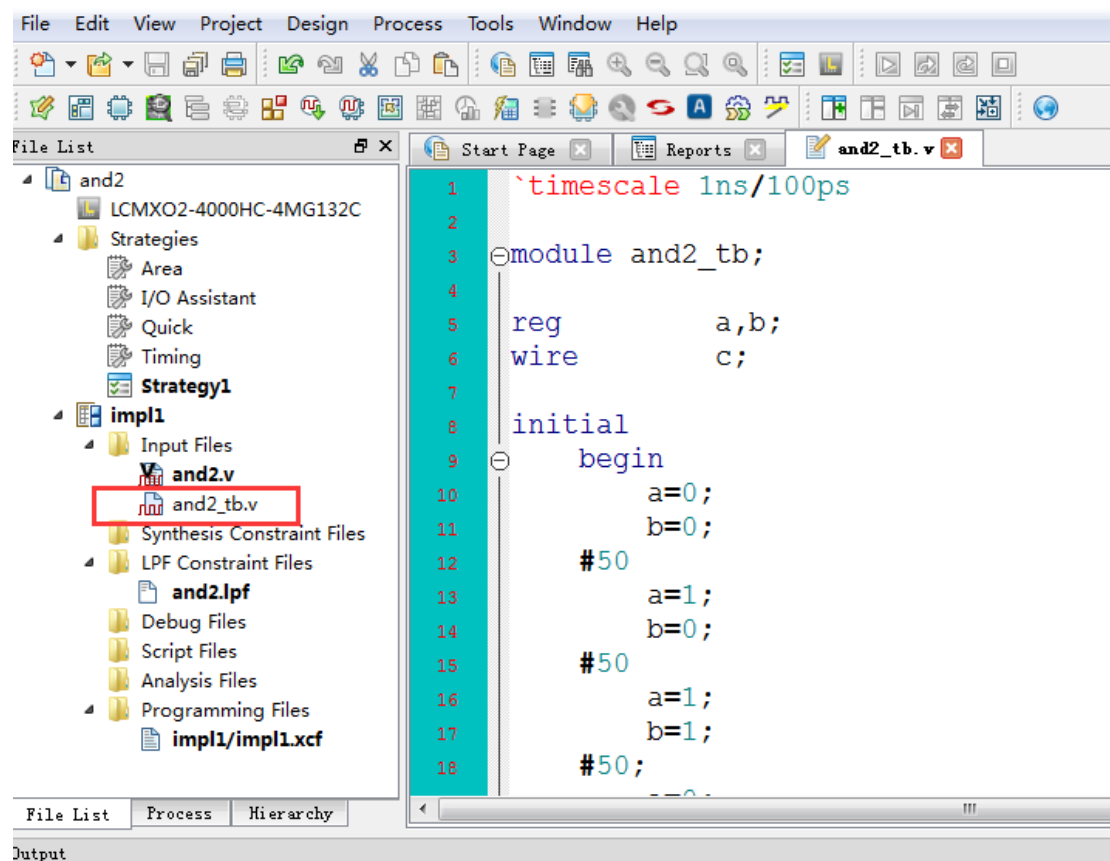 File Edit View Project Design Process Tools Window Help
File List
Start Page
Reports
and2_tb.v
and2
LCMXO2-4000HC-4MG132C
Strategies
Area
I/O Assistant
Quick
Timing
Strategy1
impl1
Input Files
and2.v
and2_tb.v
Synthesis Constraint Files
LPF Constraint Files
and2.lpf
Debug Files
Script Files
Analysis Files
Programming Files
impl1/impl1.xcf
File List Process Hierarchy
1 `timescale 1ns/100ps
2
3 module and2_tb;
4
5 reg a,b;
6 wire c;
7
8 initial
9 begin
10 a=0;
11 b=0;
12 #50
13 a=1;
14 b=0;
15 #50
16 a=1;
17 b=1;
18 #50;
Output